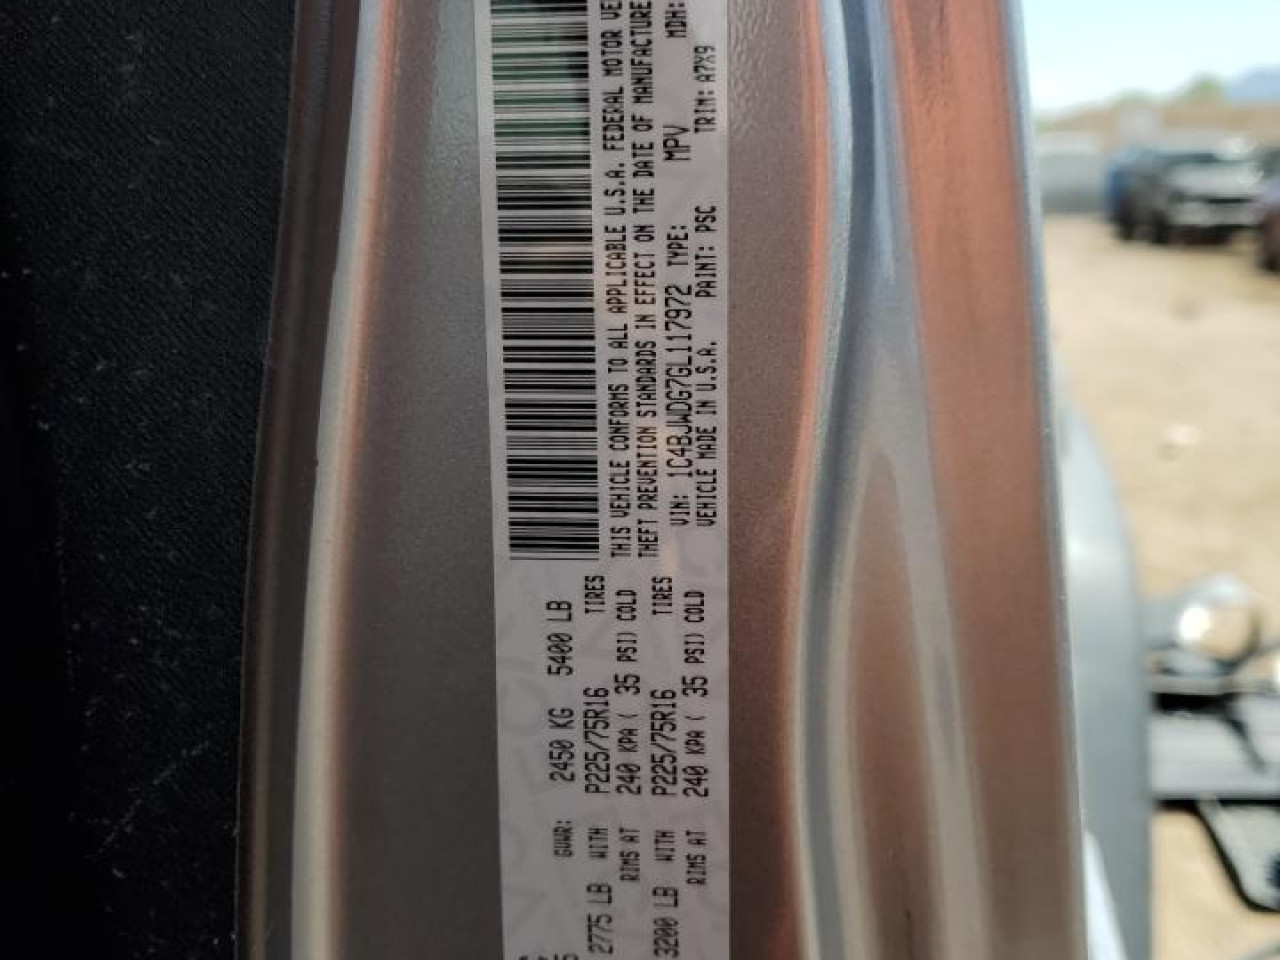 GVWR: 2450 KG 5400 LB
2775 LB WITH P225/75R16 TIRES
RIMS AT 240 KPA ( 35 PSI) COLD
3200 LB WITH P225/75R16 TIRES
RIMS AT 240 KPA ( 35 PSI) COLD
THIS VEHICLE CONFORMS TO ALL APPLICABLE U.S.A. FEDERAL MOTOR
THEFT PREVENTION STANDARDS IN EFFECT ON THE DATE OF MANUFACTURE
VIN: 1C4BJWDG7GL117972 TYPE: MPV MDH:
VEHICLE MADE IN U.S.A. PAINT: PSC TRIM: A7X9